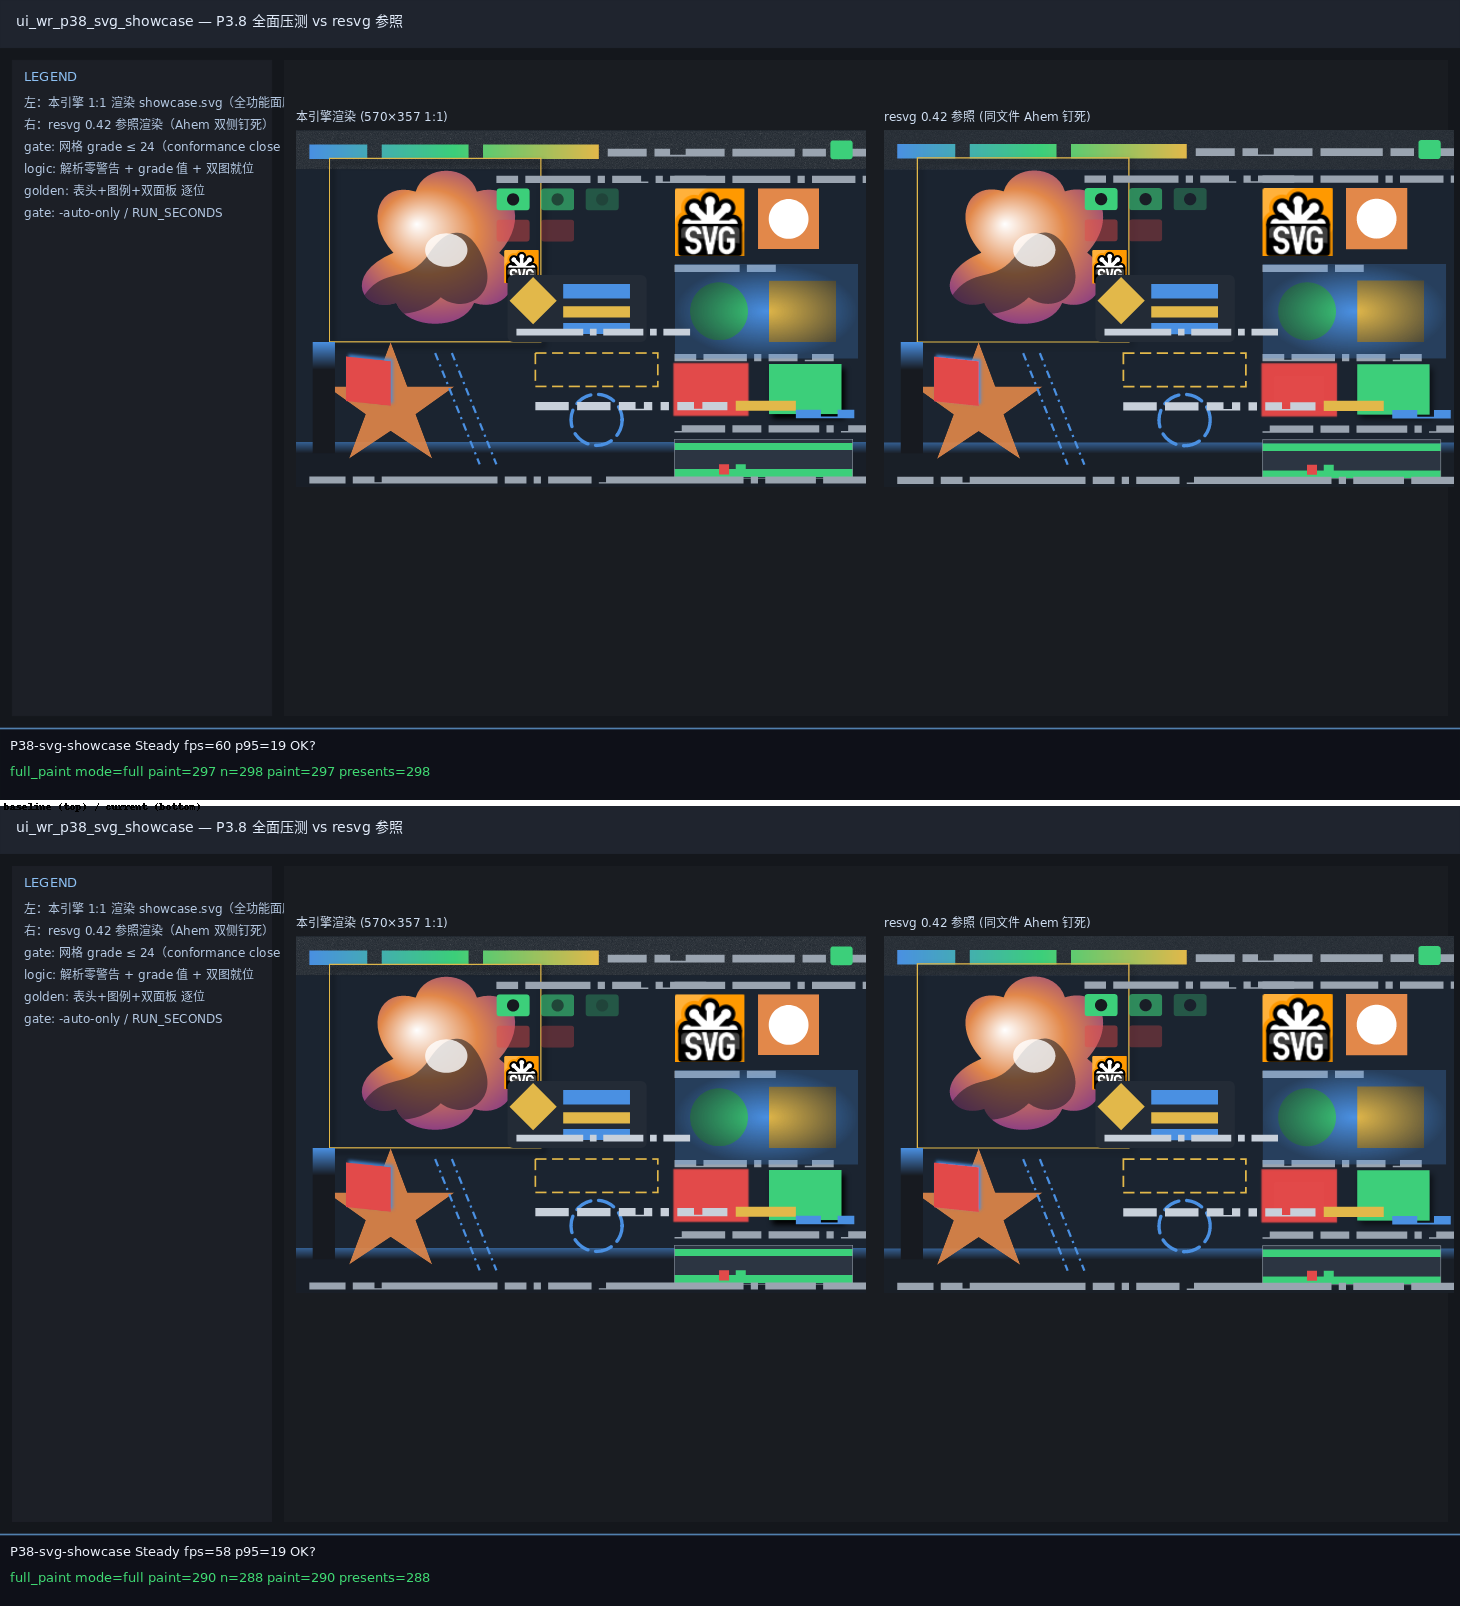 ui_wr_p38_svg_showcase — P3.8 全面压测 vs resvg 参照
LEGEND
左：本引擎 1:1 渲染 showcase.svg（全功能面
右：resvg 0.42 参照渲染（Ahem 双侧钉死）
gate: 网格 grade ≤ 24（conformance close
logic: 解析零警告 + grade 值 + 双图就位
golden: 表头+图例+双面板 逐位
gate: -auto-only / RUN_SECONDS
本引擎渲染 (570×357 1:1)
resvg 0.42 参照 (同文件 Ahem 钉死)
SVG
SVG
SVG
SVG
P38-svg-showcase Steady fps=60 p95=19 OK?
full_paint mode=full paint=297 n=298 paint=297 presents=298
baseline (top) / current (bottom)
ui_wr_p38_svg_showcase — P3.8 全面压测 vs resvg 参照
LEGEND
左：本引擎 1:1 渲染 showcase.svg（全功能面
右：resvg 0.42 参照渲染（Ahem 双侧钉死）
gate: 网格 grade ≤ 24（conformance close
logic: 解析零警告 + grade 值 + 双图就位
golden: 表头+图例+双面板 逐位
gate: -auto-only / RUN_SECONDS
本引擎渲染 (570×357 1:1)
resvg 0.42 参照 (同文件 Ahem 钉死)
SVG
SVG
SVG
SVG
P38-svg-showcase Steady fps=58 p95=19 OK?
full_paint mode=full paint=290 n=288 paint=290 presents=288